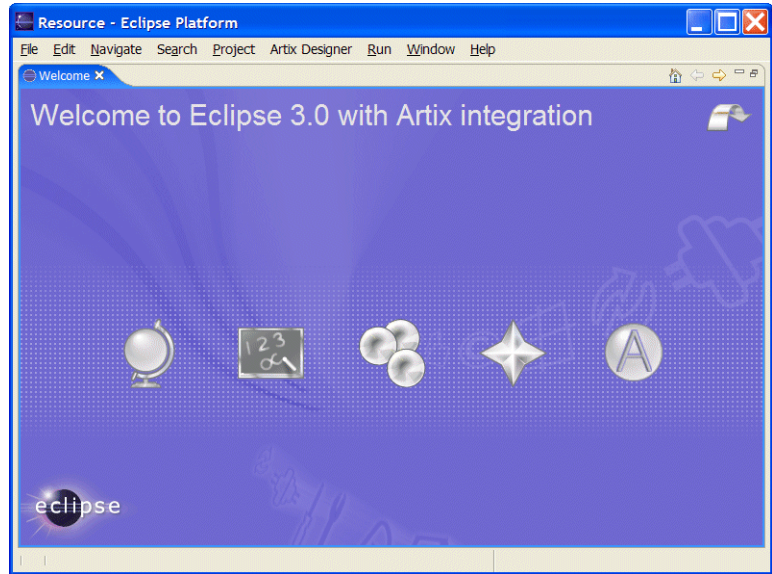 Resource - Eclipse Platform
File Edit Navigate Search Project Artix Designer Run Window Help
Welcome
Welcome to Eclipse 3.0 with Artix integration
123
A
eclipse